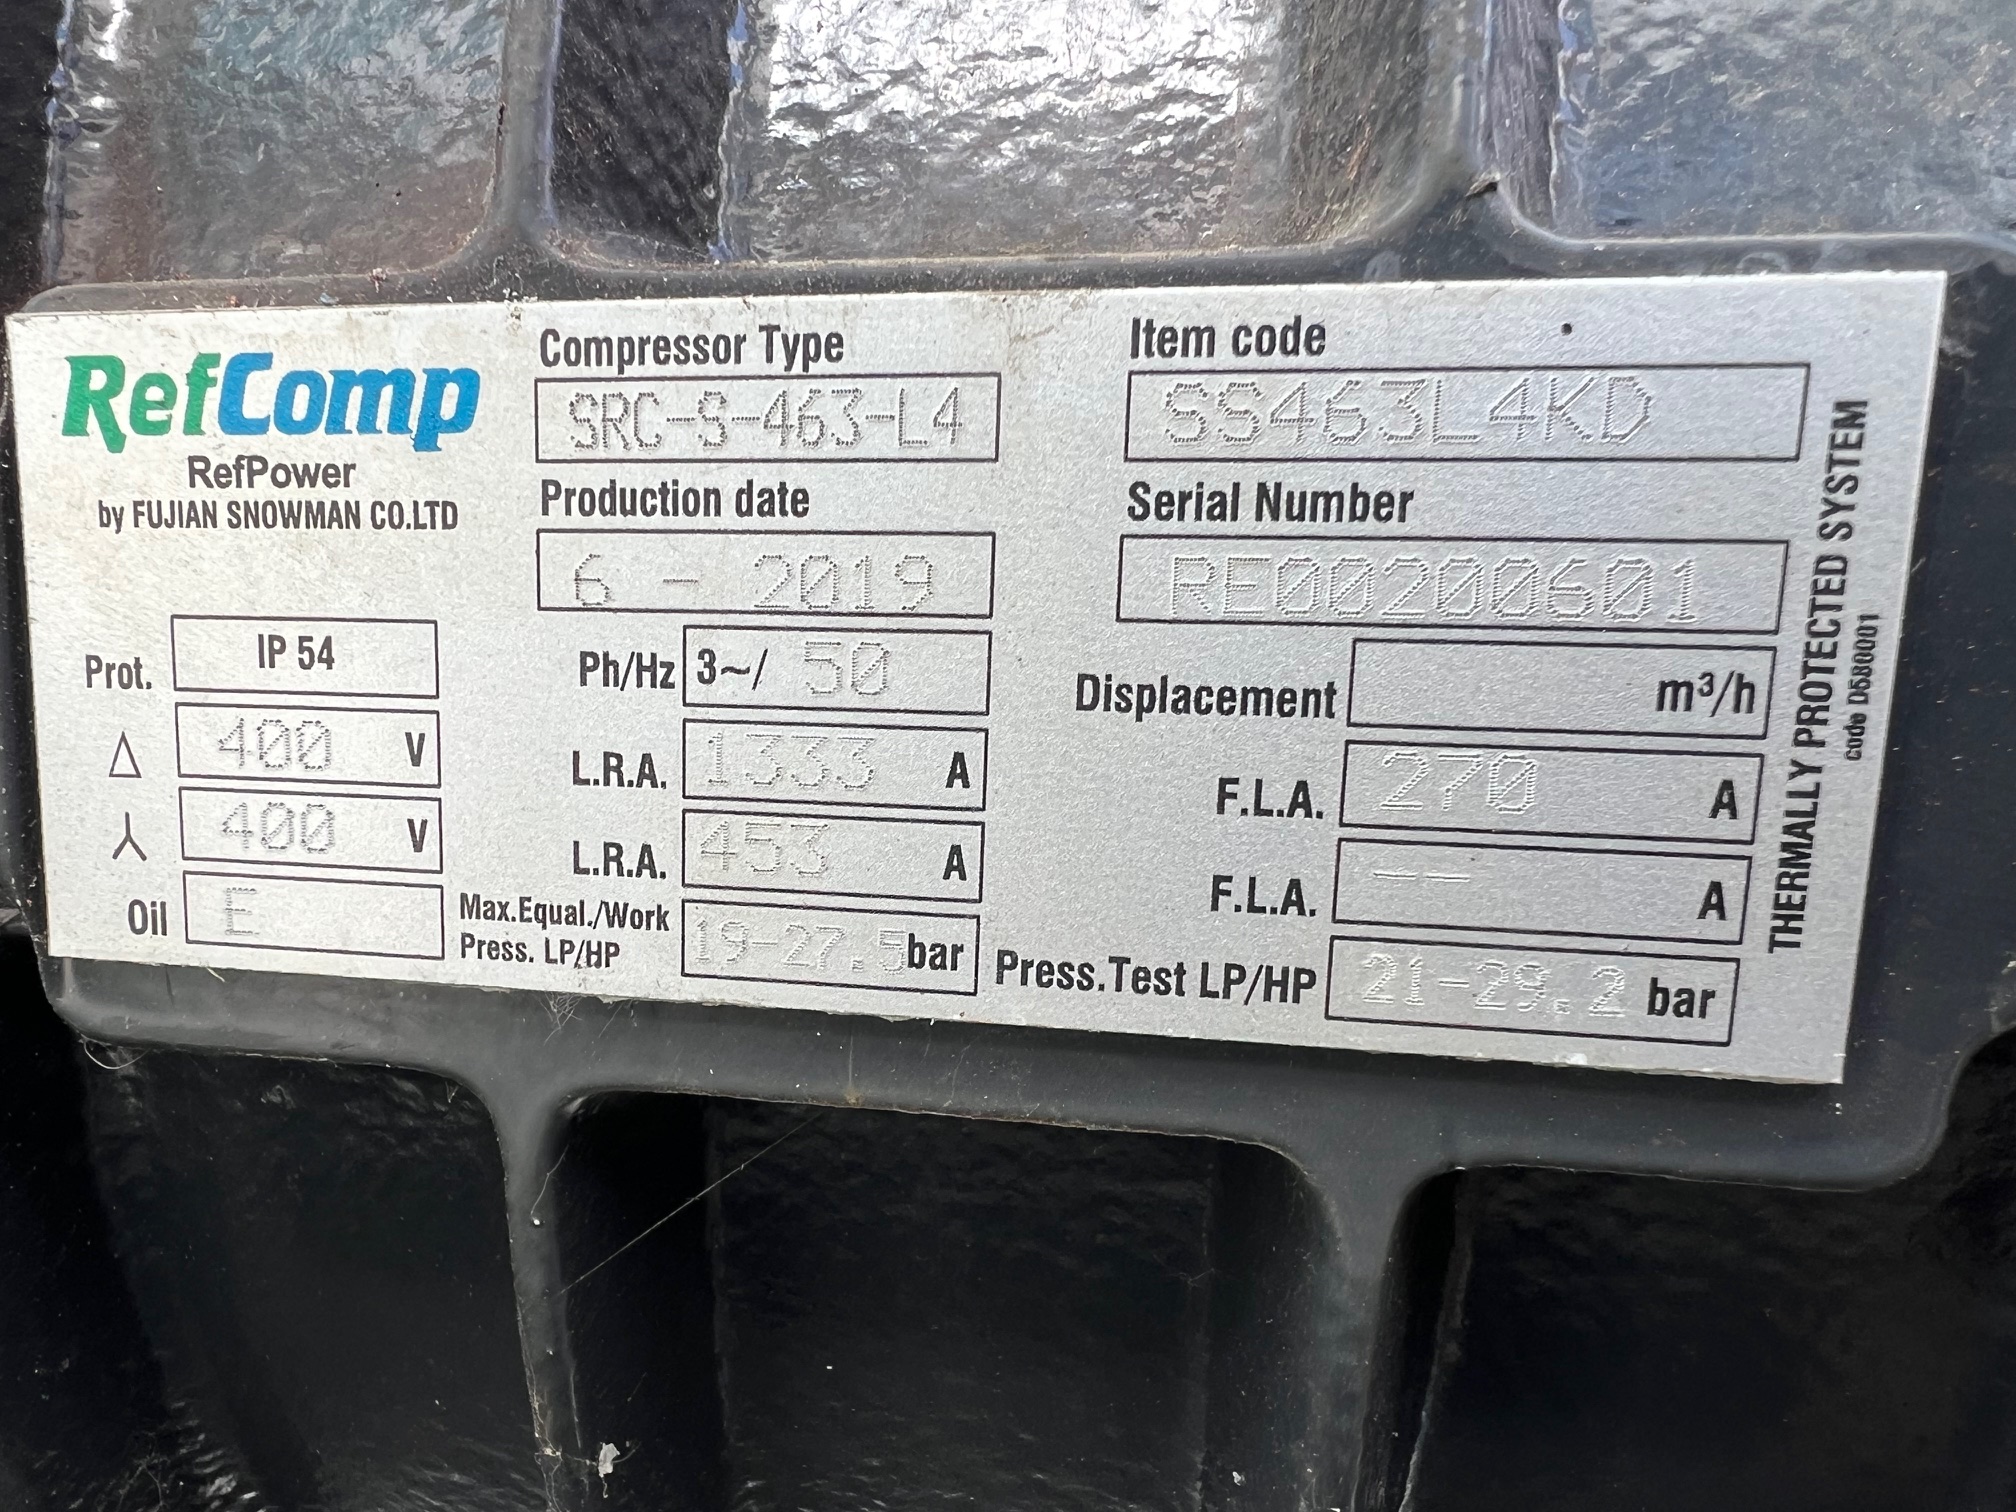 RefComp
RefPower
by FUJIAN SNOWMAN CO.LTD
Compressor Type
SRC-S-463-L4
Item code
SS463L4KD
Production date
6 - 2019
Serial Number
RE00200601
Prot. IP 54
Ph/Hz 3~/ 50
Displacement m³/h
△ 400 V
L.R.A. 1333 A
F.L.A. 270 A
⅄ 400 V
L.R.A. 453 A
F.L.A. -- A
Oil E
Max.Equal./Work
Press. LP/HP 19-27.5bar
Press.Test LP/HP 21-29.2 bar
THERMALLY PROTECTED SYSTEM
code D580001